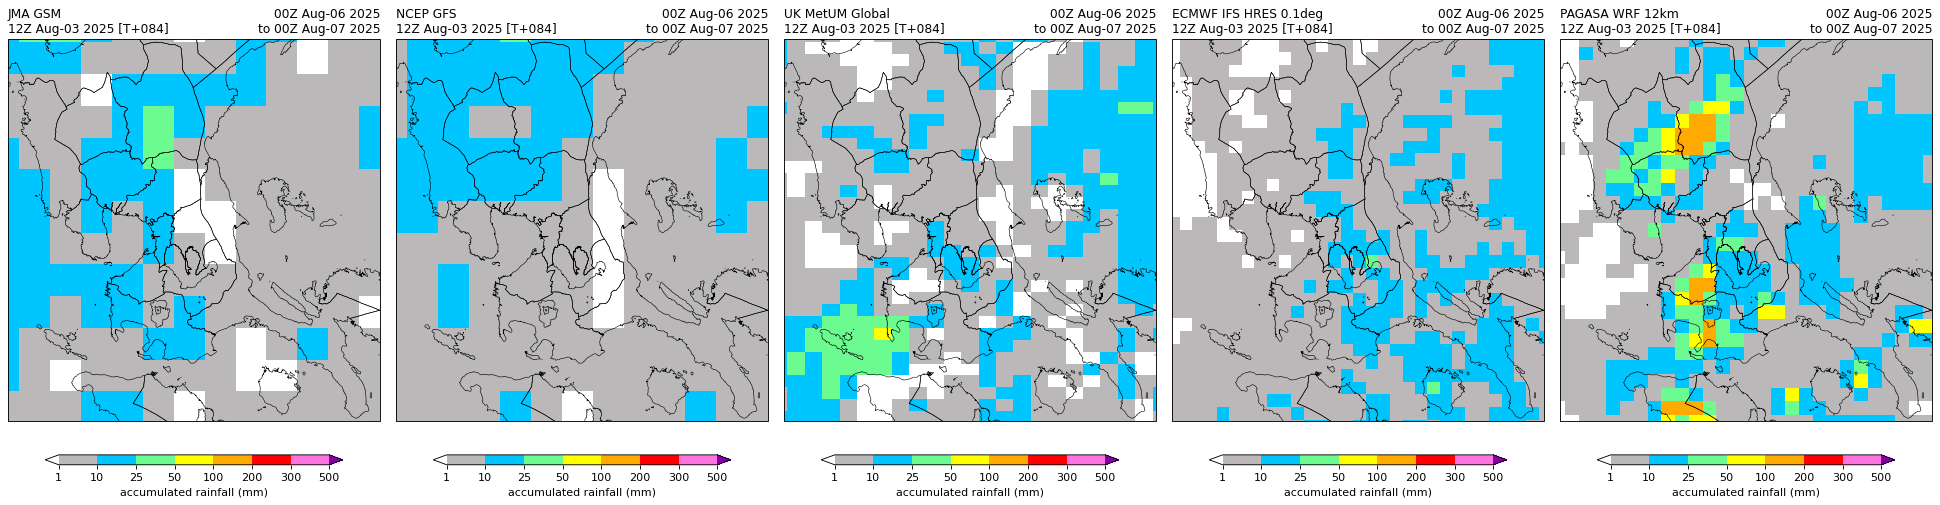 JMA GSM
00Z Aug-06 2025
12Z Aug-03 2025 [T+084]
to 00Z Aug-07 2025
NCEP GFS
00Z Aug-06 2025
12Z Aug-03 2025 [T+084]
to 00Z Aug-07 2025
UK MetUM Global
00Z Aug-06 2025
12Z Aug-03 2025 [T+084]
to 00Z Aug-07 2025
ECMWF IFS HRES 0.1deg
00Z Aug-06 2025
12Z Aug-03 2025 [T+084]
to 00Z Aug-07 2025
PAGASA WRF 12km
00Z Aug-06 2025
12Z Aug-03 2025 [T+084]
to 00Z Aug-07 2025
1 10 25 50 100 200 300 500
accumulated rainfall (mm)
1 10 25 50 100 200 300 500
accumulated rainfall (mm)
1 10 25 50 100 200 300 500
accumulated rainfall (mm)
1 10 25 50 100 200 300 500
accumulated rainfall (mm)
1 10 25 50 100 200 300 500
accumulated rainfall (mm)